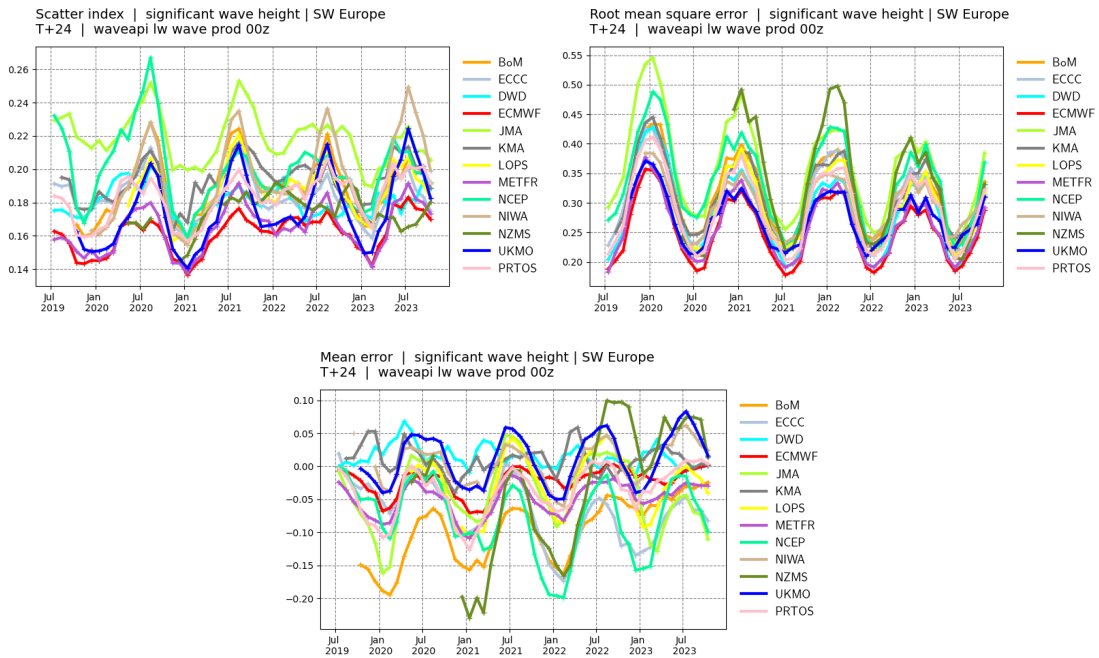 Scatter index | significant wave height | SW Europe
T+24 | waveapi lw wave prod 00z
0.26
0.24
0.22
0.20
0.18
0.16
0.14
Jul 2019
Jan 2020
Jul 2020
Jan 2021
Jul 2021
Jan 2022
Jul 2022
Jan 2023
Jul 2023
BoM
ECCC
DWD
ECMWF
JMA
KMA
LOPS
METFR
NCEP
NIWA
NZMS
UKMO
PRTOS
Root mean square error | significant wave height | SW Europe
T+24 | waveapi lw wave prod 00z
0.55
0.50
0.45
0.40
0.35
0.30
0.25
0.20
Jul 2019
Jan 2020
Jul 2020
Jan 2021
Jul 2021
Jan 2022
Jul 2022
Jan 2023
Jul 2023
BoM
ECCC
DWD
ECMWF
JMA
KMA
LOPS
METFR
NCEP
NIWA
NZMS
UKMO
PRTOS
Mean error | significant wave height | SW Europe
T+24 | waveapi lw wave prod 00z
0.10
0.05
0.00
−0.05
−0.10
−0.15
−0.20
Jul 2019
Jan 2020
Jul 2020
Jan 2021
Jul 2021
Jan 2022
Jul 2022
Jan 2023
Jul 2023
BoM
ECCC
DWD
ECMWF
JMA
KMA
LOPS
METFR
NCEP
NIWA
NZMS
UKMO
PRTOS